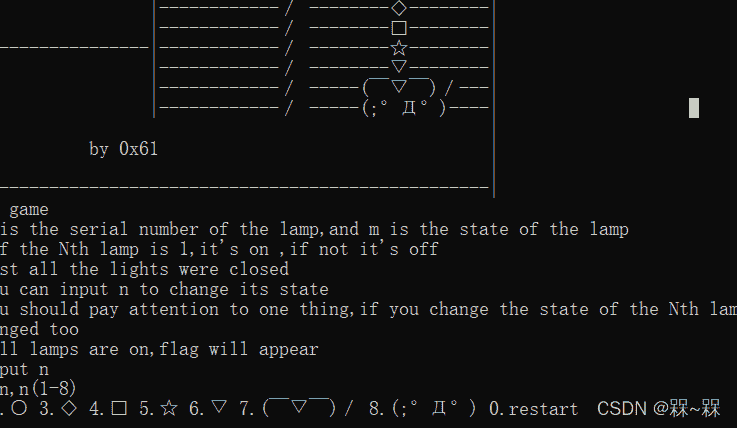 |------------/ --------◇--------|
|------------/ --------□--------|
---------------|------------/ --------☆--------|
|------------/ --------▽--------|
|------------/ -----(￣▽￣)/---|
|------------/ -----(;°Д°)----|
by 0x61
-------------------------------------------------|
game
is the serial number of the lamp,and m is the state of the lamp
f the Nth lamp is 1,it's on ,if not it's off
st all the lights were closed
u can input n to change its state
u should pay attention to one thing,if you change the state of the Nth lam
nged too
ll lamps are on,flag will appear
put n
n,n(1-8)
.○ 3.◇ 4.□ 5.☆ 6.▽ 7.(￣▽￣)/ 8.(;°Д°) 0.restart CSDN @槑~槑